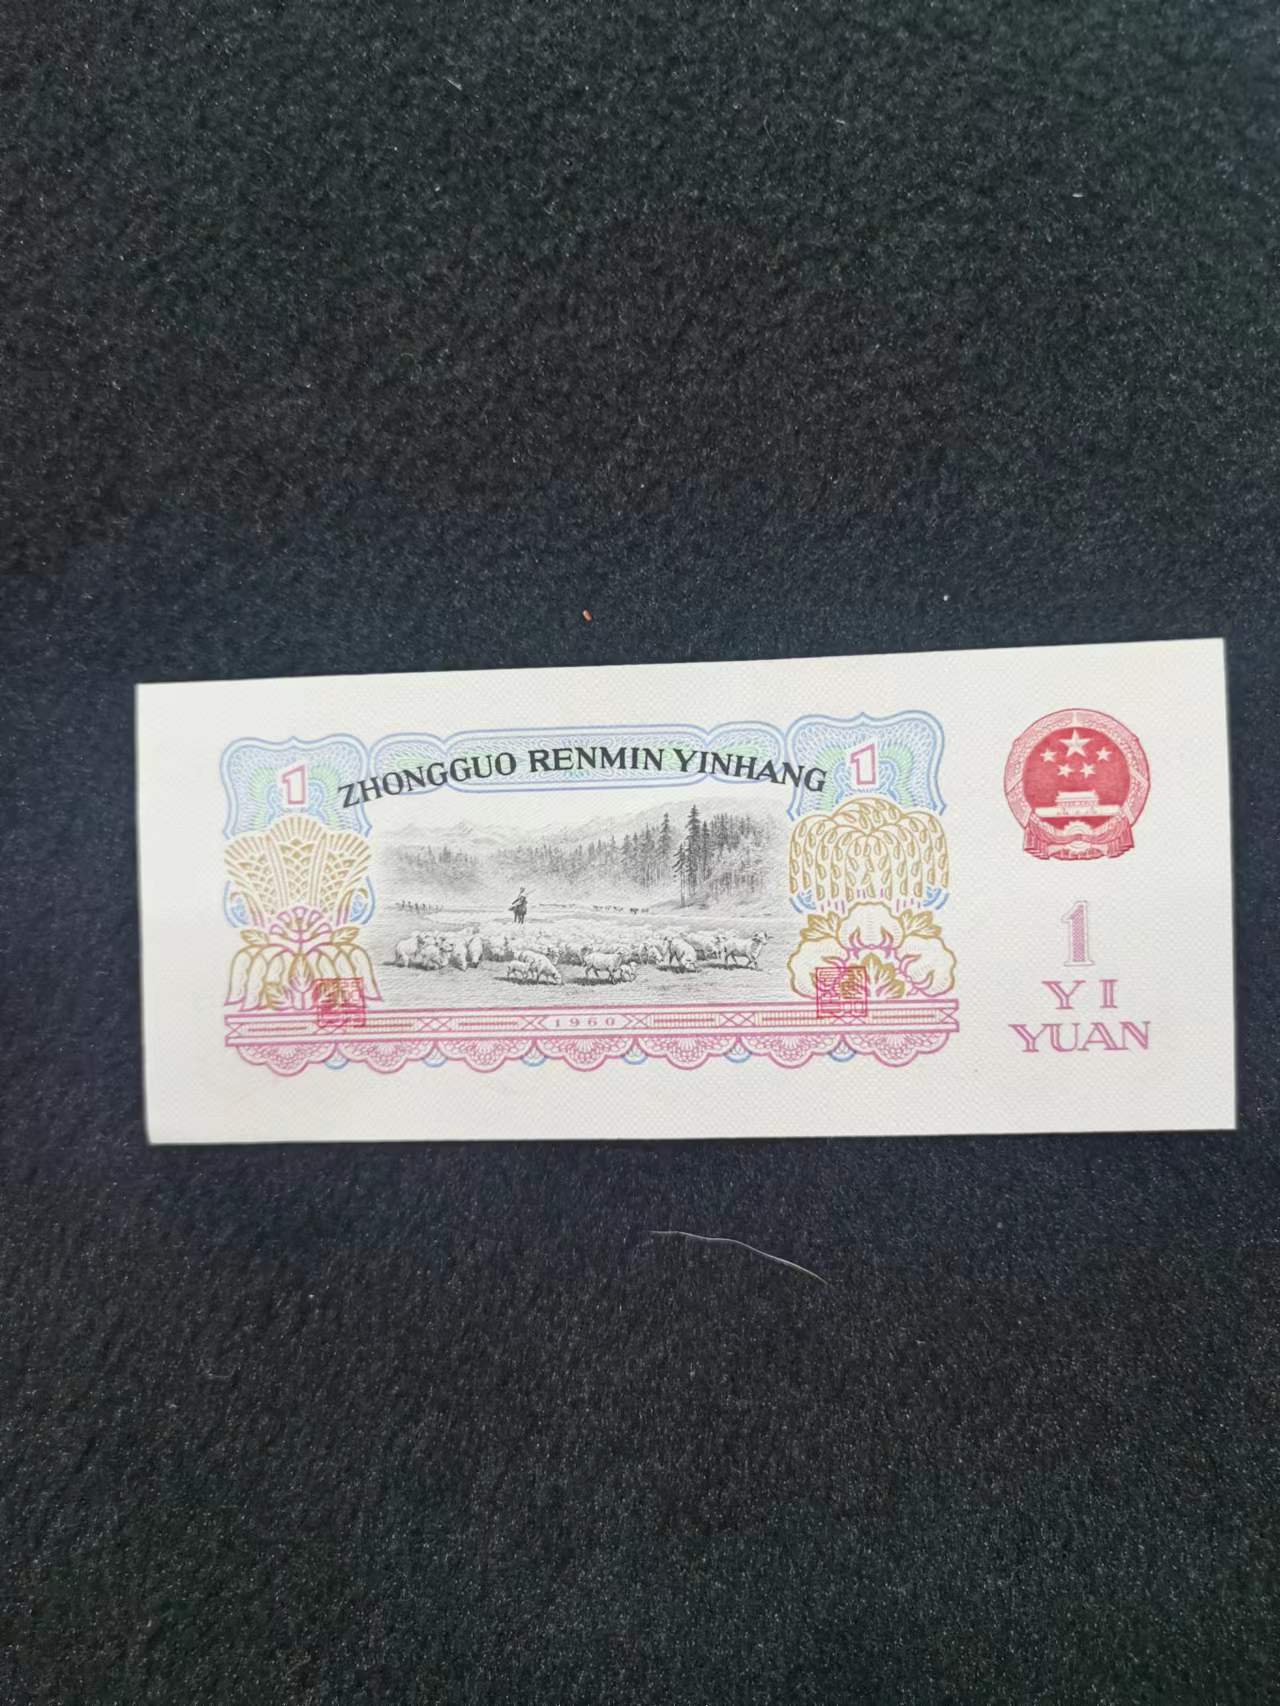 1 ZHONGGUO RENMIN YINHANG 1
1960
1
YI
YUAN